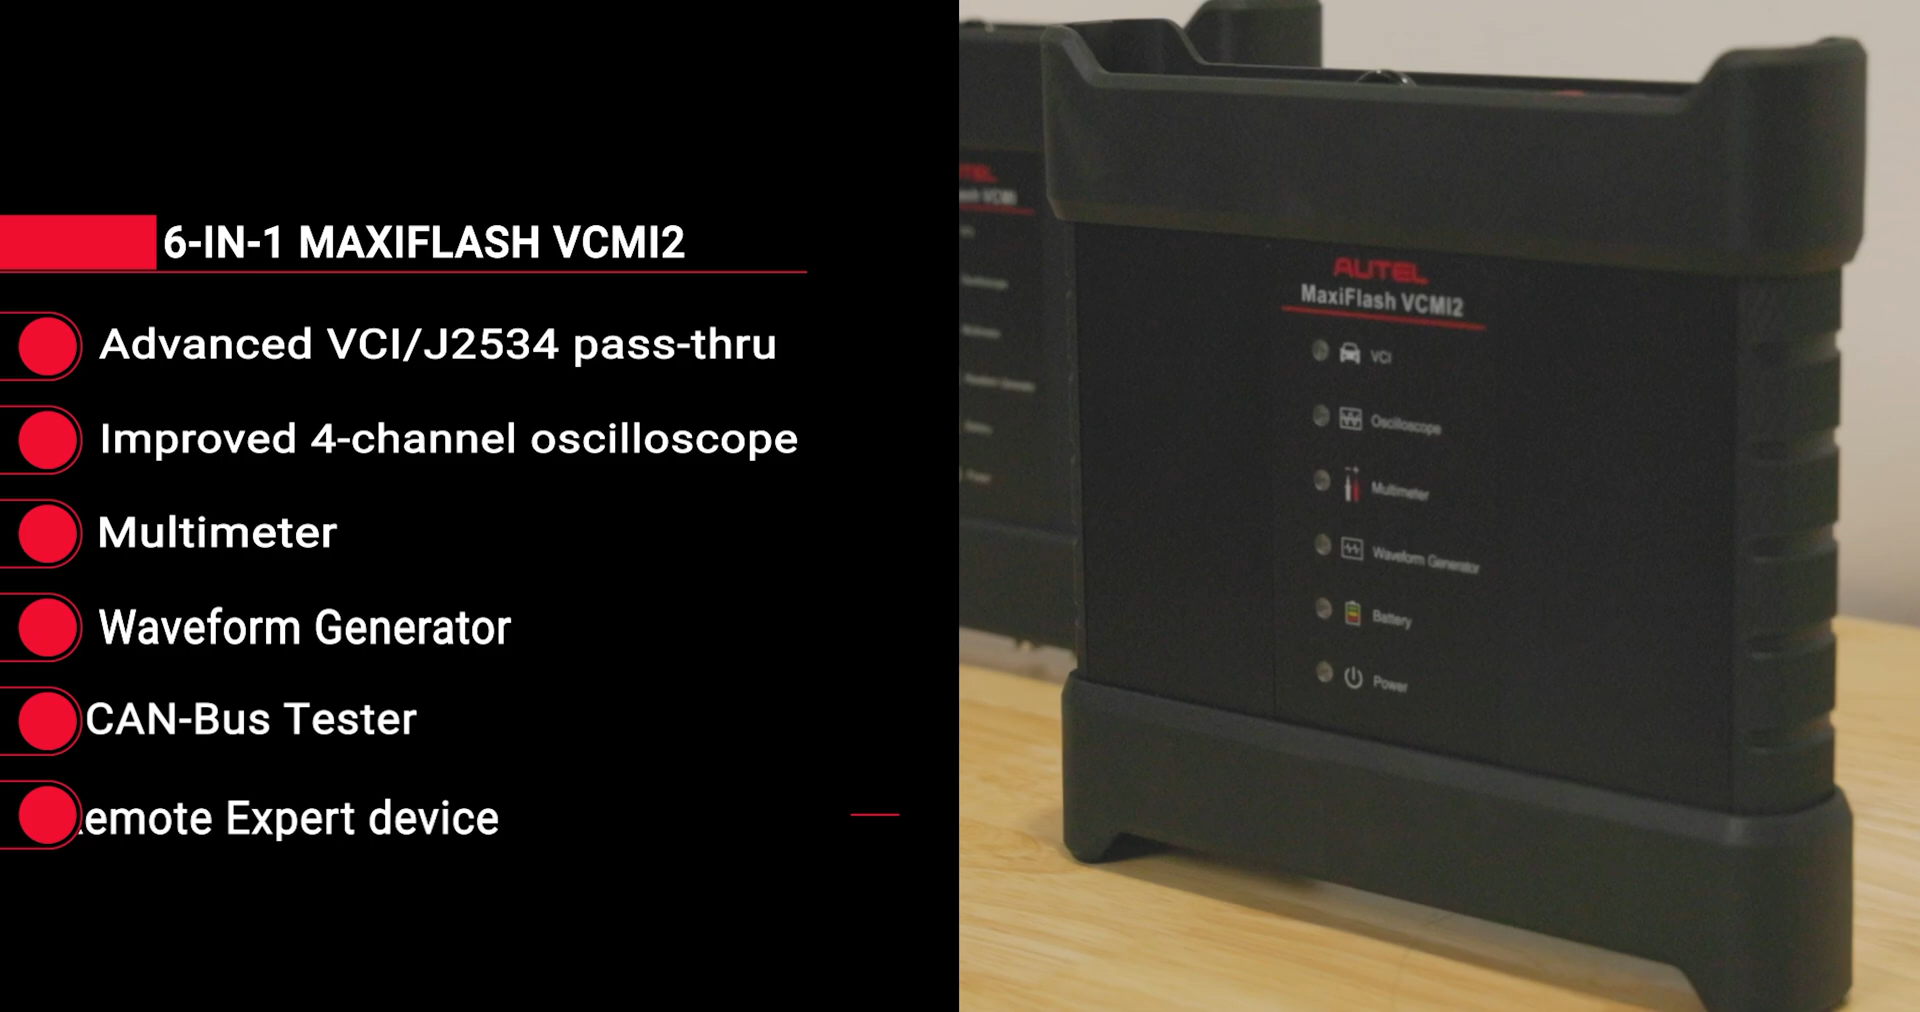 6-IN-1 MAXIFLASH VCMI2
Advanced VCI/J2534 pass-thru
Improved 4-channel oscilloscope
Multimeter
Waveform Generator
CAN-Bus Tester
emote Expert device
AUTEL
MaxiFlash VCMI2
VCI
Oscilloscope
Multimeter
Waveform Generator
Battery
Power